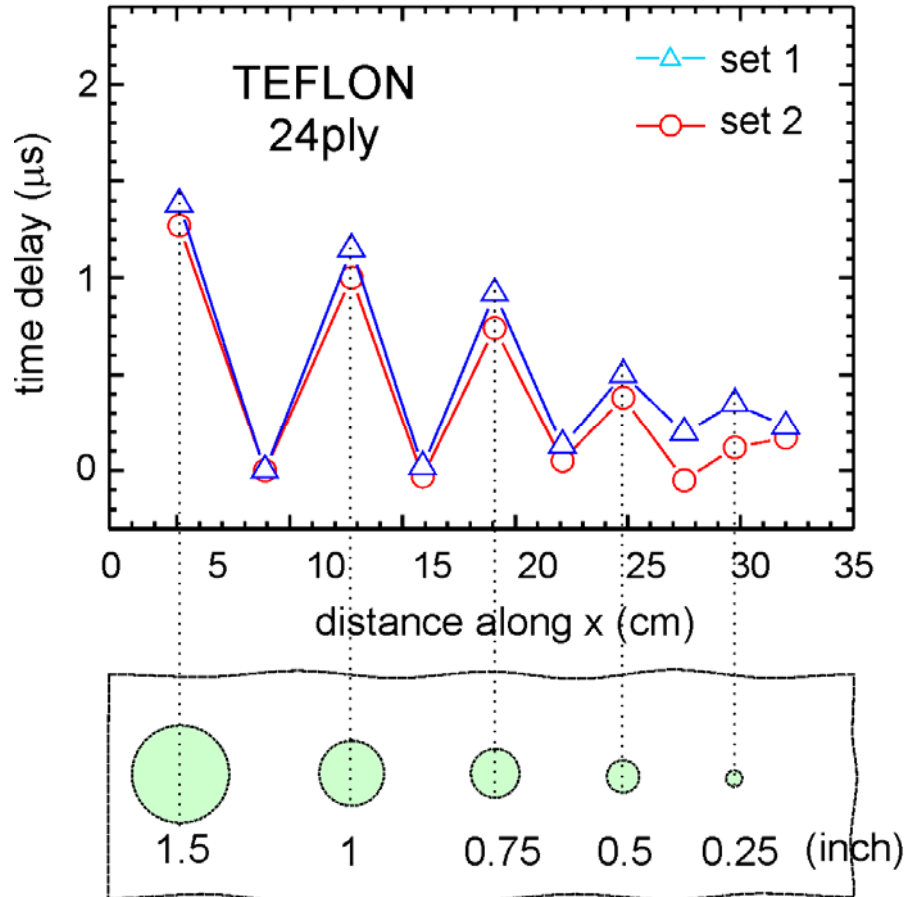 2
1
0
time delay (μs)
TEFLON
24ply
set 1
set 2
0 5 10 15 20 25 30 35
distance along x (cm)
1.5 1 0.75 0.5 0.25 (inch)